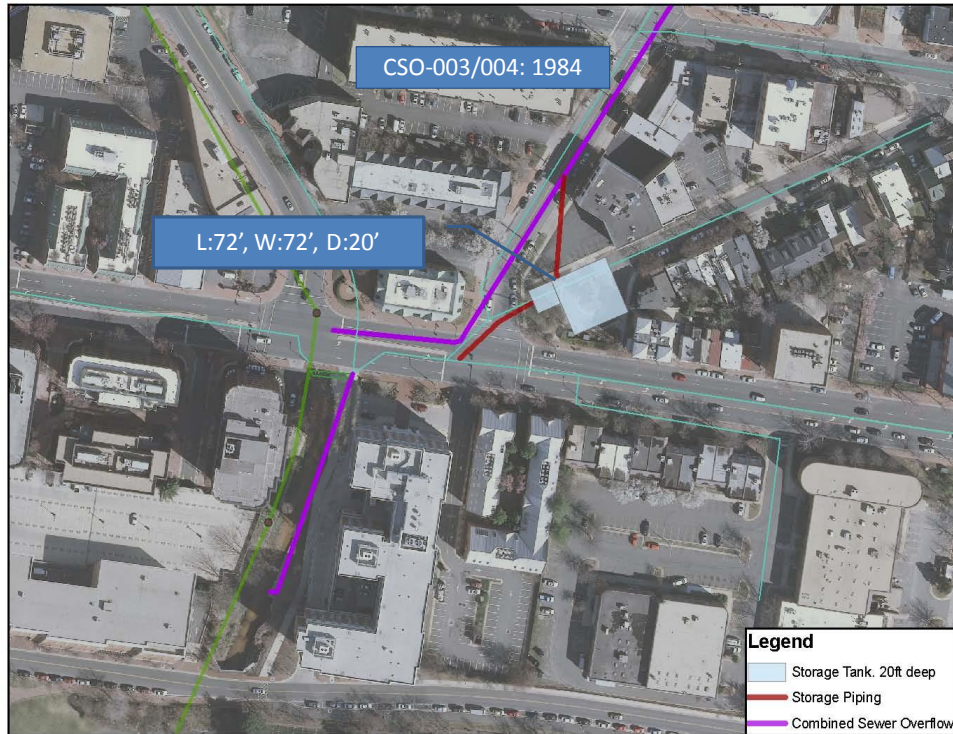 CSO-003/004: 1984
L:72’, W:72’, D:20’
Legend
Storage Tank. 20ft deep
Storage Piping
Combined Sewer Overflow